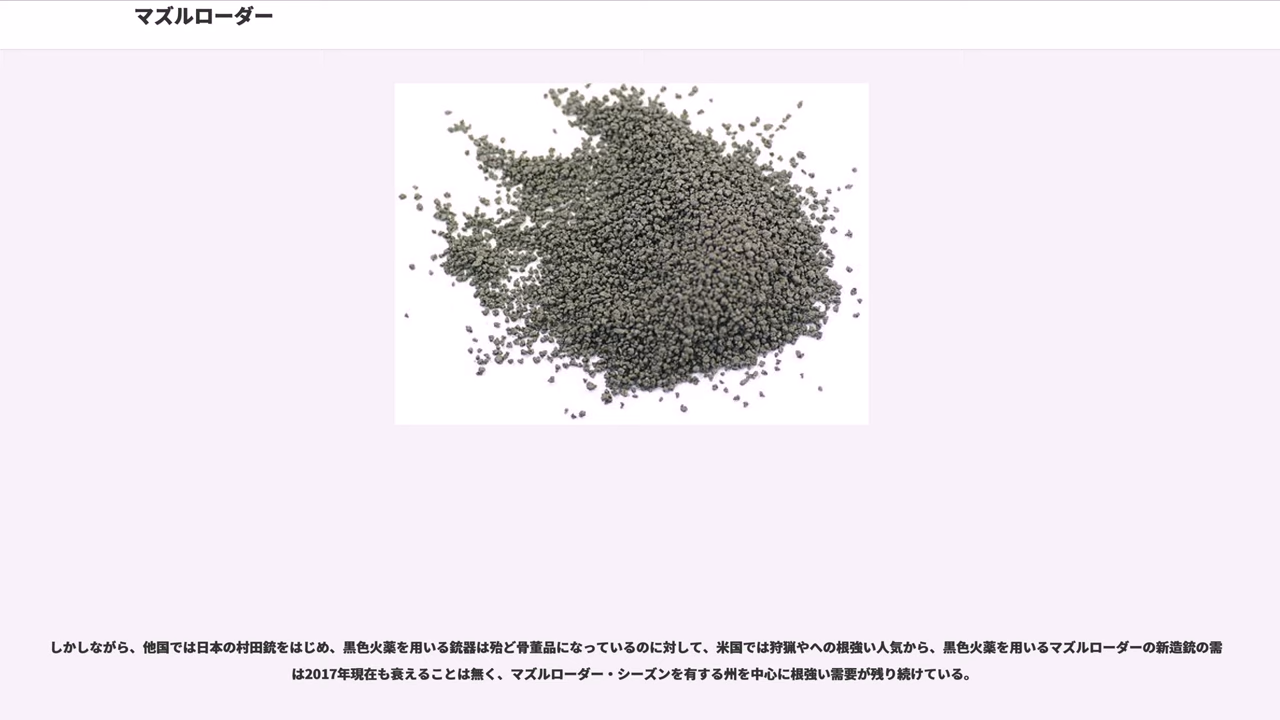 マズルローダー
しかしながら、他国では日本の村田銃をはじめ、黒色火薬を用いる銃器は殆ど骨董品になっているのに対して、米国では狩猟やへの根強い人気から、黒色火薬を用いるマズルローダーの新造銃の需
は2017年現在も衰えることは無く、マズルローダー・シーズンを有する州を中心に根強い需要が残り続けている。